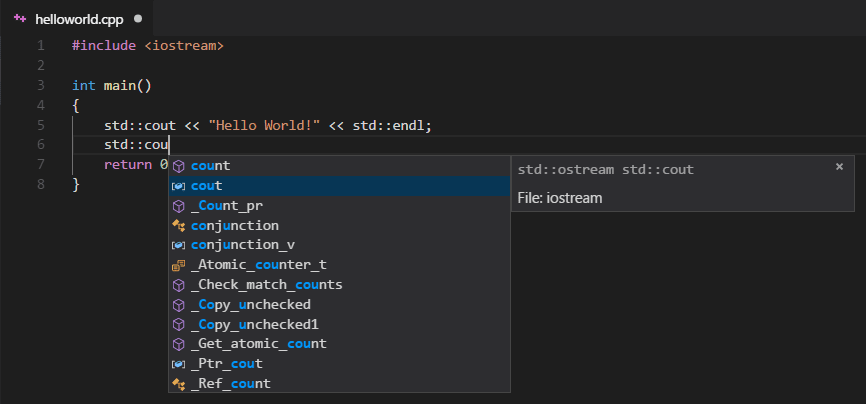 helloworld.cpp
1 #include <iostream>
2
3 int main()
4 {
5 std::cout << "Hello World!" << std::endl;
6 std::cou
7 return 0
8 }
count
cout
_Count_pr
conjunction
conjunction_v
_Atomic_counter_t
_Check_match_counts
_Copy_unchecked
_Copy_unchecked1
_Get_atomic_count
_Ptr_cout
_Ref_count
std::ostream std::cout ×
File: iostream